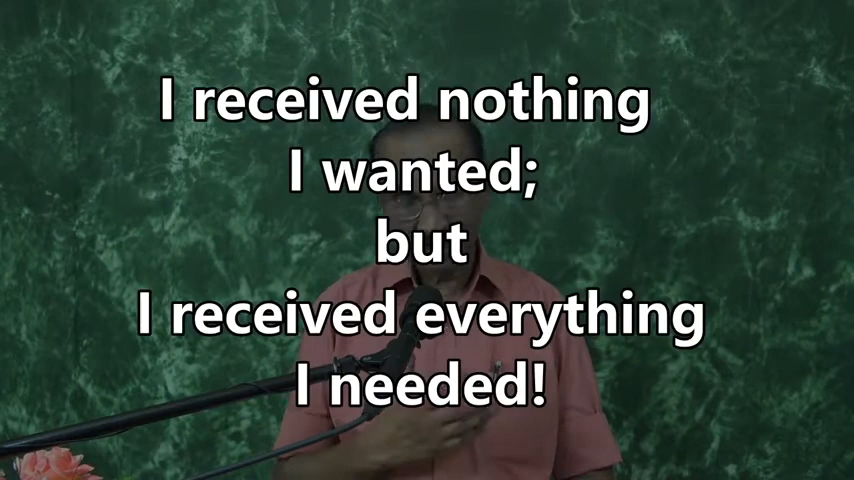 I received nothing
I wanted;
but
I received everything
I needed!